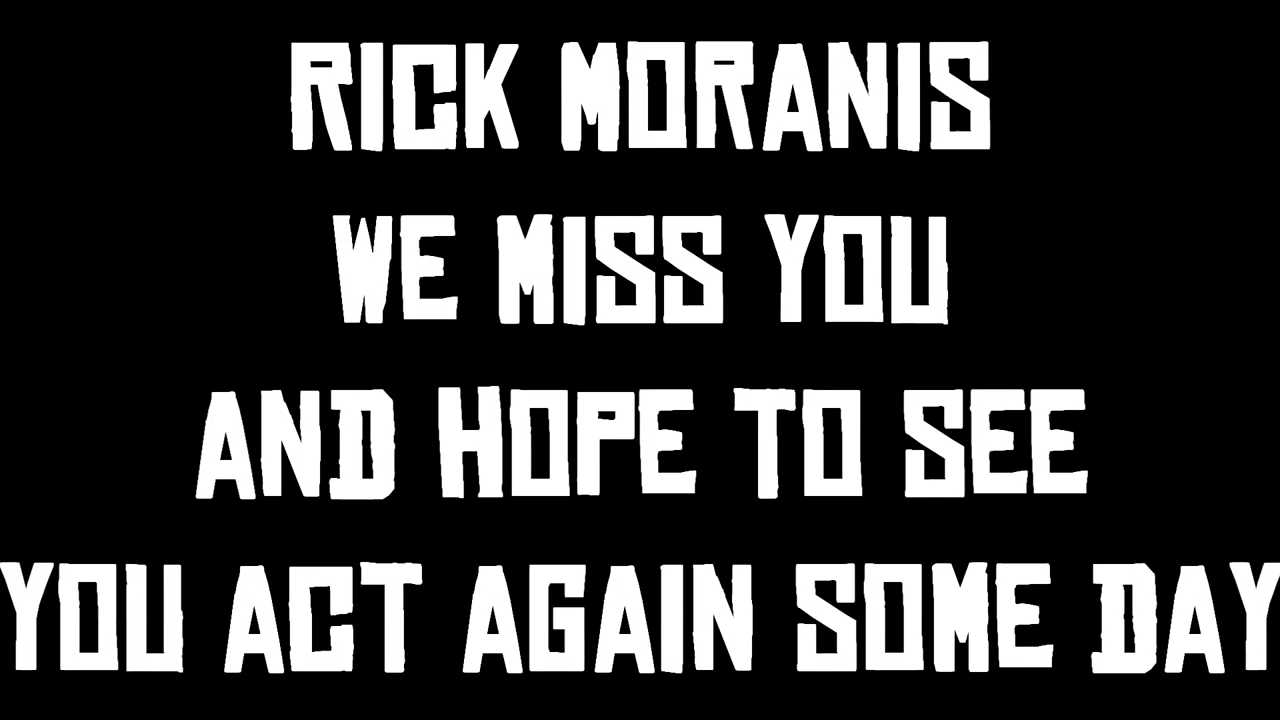 RICK MORANIS
WE MISS YOU
AND HOPE TO SEE
YOU ACT AGAIN SOME DAY